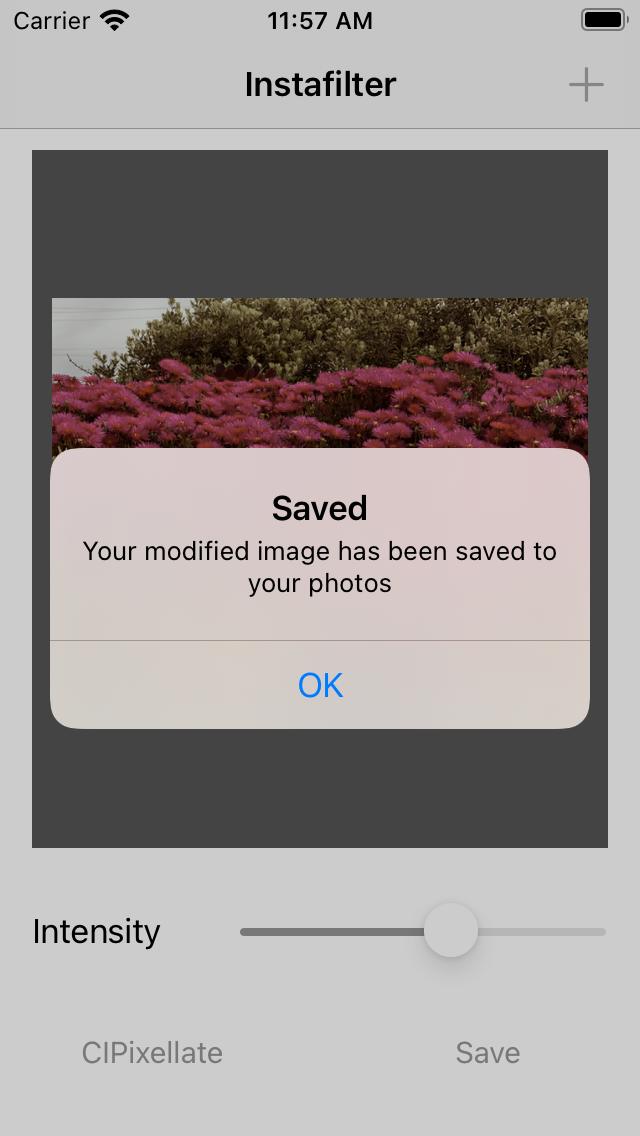 Carrier 11:57 AM
Instafilter
Saved
Your modified image has been saved to
your photos
OK
Intensity
CIPixellate Save